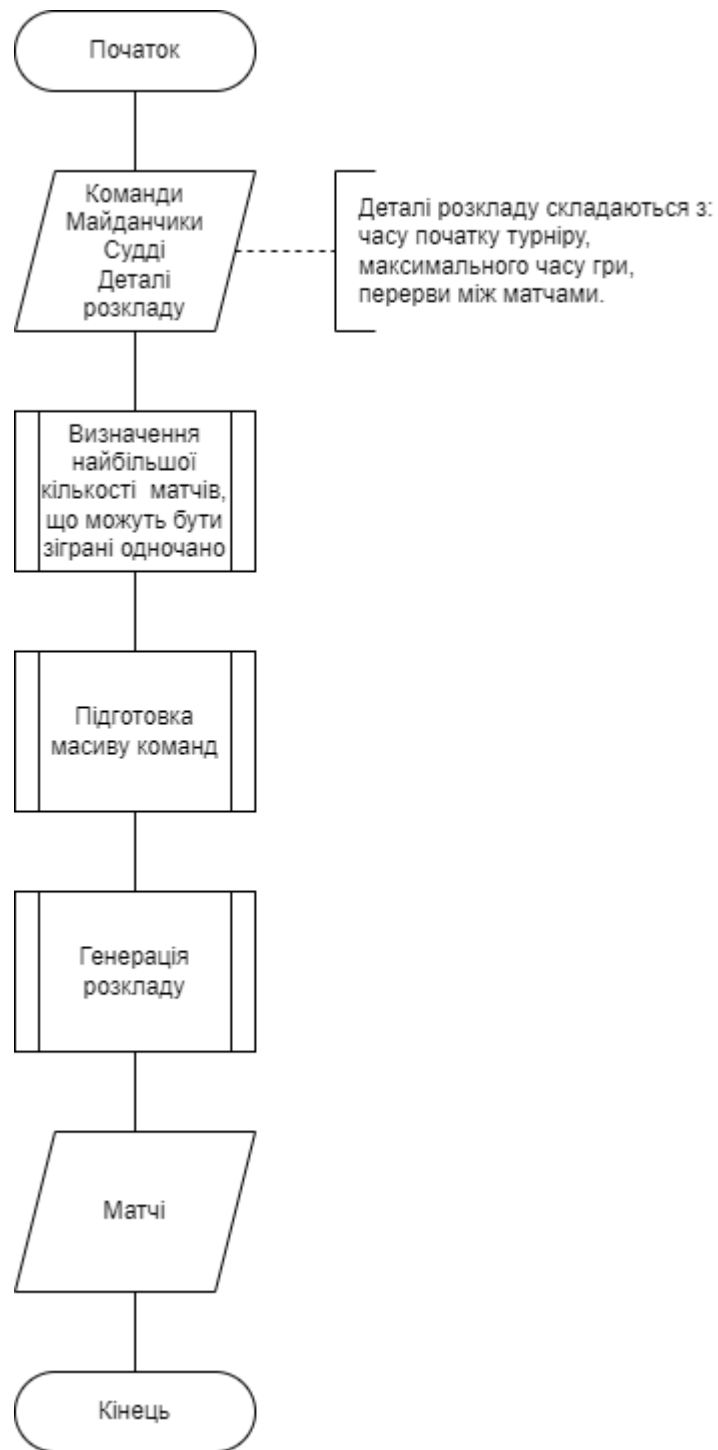 Початок
Команди
Майданчики
Судді
Деталі
розкладу
Деталі розкладу складаються з:
часу початку турніру,
максимального часу гри,
перерви між матчами.
Визначення
найбільшої
кількості матчів,
що можуть бути
зіграні одночано
Підготовка
масиву команд
Генерація
розкладу
Матчі
Кінець